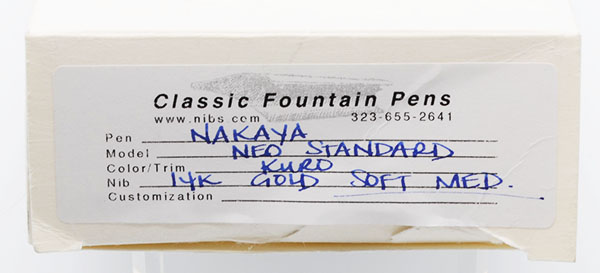 Classic Fountain Pens
www.nibs.com 323-655-2641
Pen NAKAYA
Model NEO STANDARD
Color/Trim KURO
Nib 14K GOLD SOFT MED.
Customization